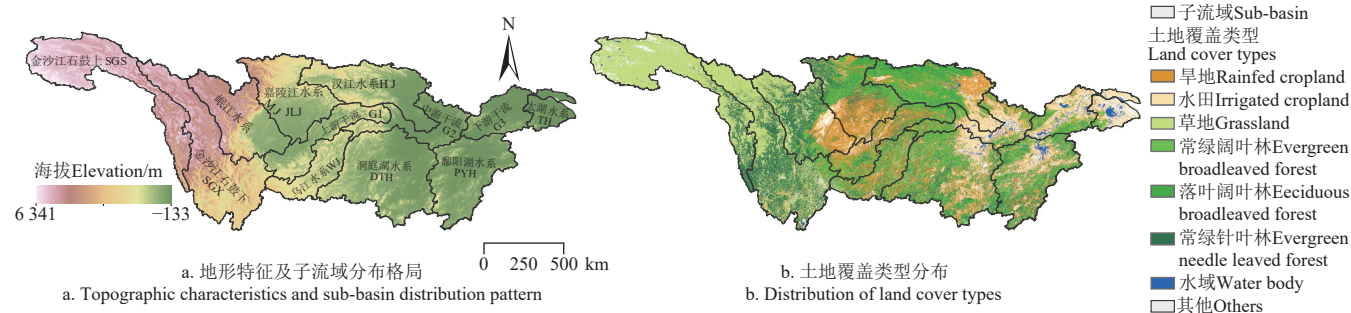 N
金沙江石鼓上SGS
岷江水系
MJ
嘉陵江水系
JLJ
汉江水系HJ
上游干流
G1
中游干流
G2
下游干流
G3
太湖水系
TH
金沙江石鼓下
SGX
乌江水系WJ
洞庭湖水系
DTH
鄱阳湖水系
PYH
海拔Elevation/m
6 341
−133
0 250 500 km
a. 地形特征及子流域分布格局
a. Topographic characteristics and sub-basin distribution pattern
b. 土地覆盖类型分布
b. Distribution of land cover types
子流域Sub-basin
土地覆盖类型
Land cover types
旱地Rainfed cropland
水田Irrigated cropland
草地Grassland
常绿阔叶林Evergreen
broadleaved forest
落叶阔叶林Eeciduous
broadleaved forest
常绿针叶林Evergreen
needle leaved forest
水域Water body
其他Others